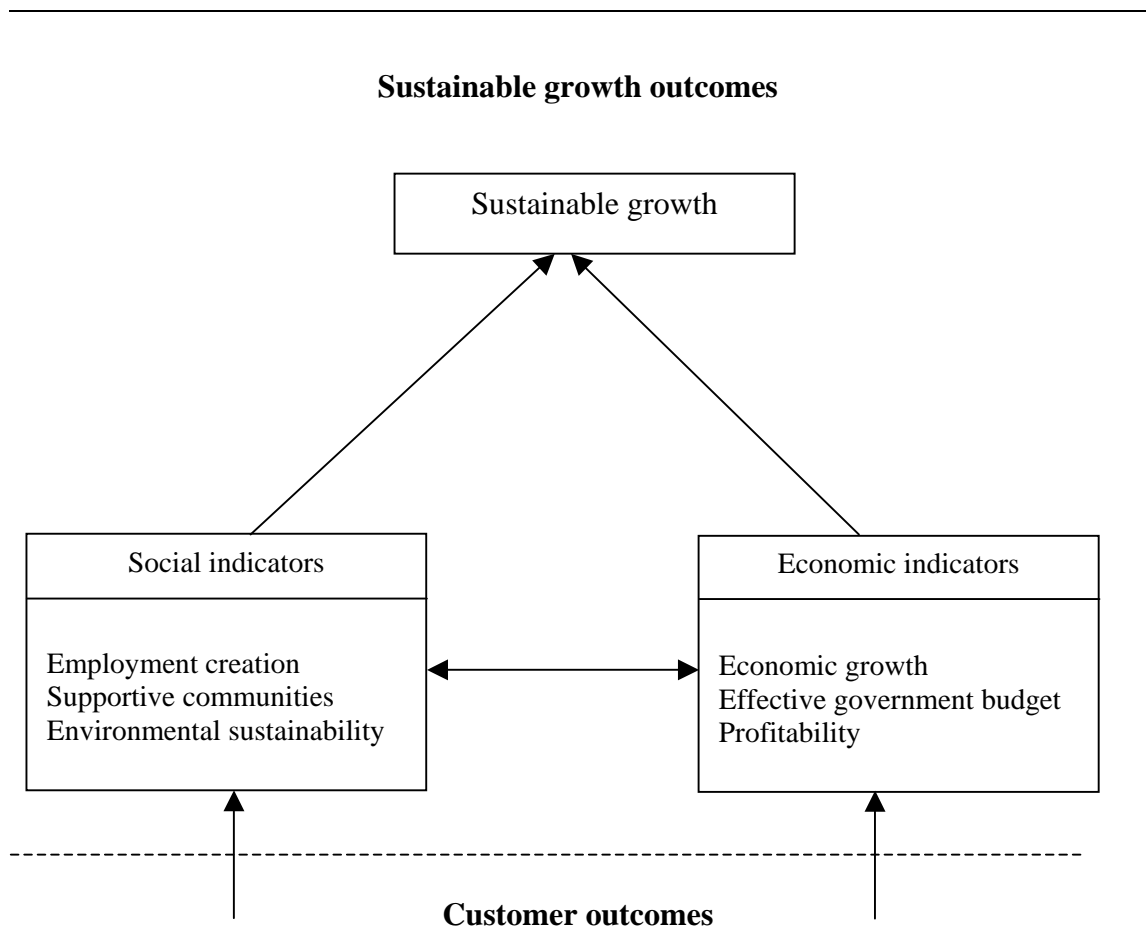 Sustainable growth outcomes
Sustainable growth
Social indicators
Employment creation
Supportive communities
Environmental sustainability
Economic indicators
Economic growth
Effective government budget
Profitability
Customer outcomes